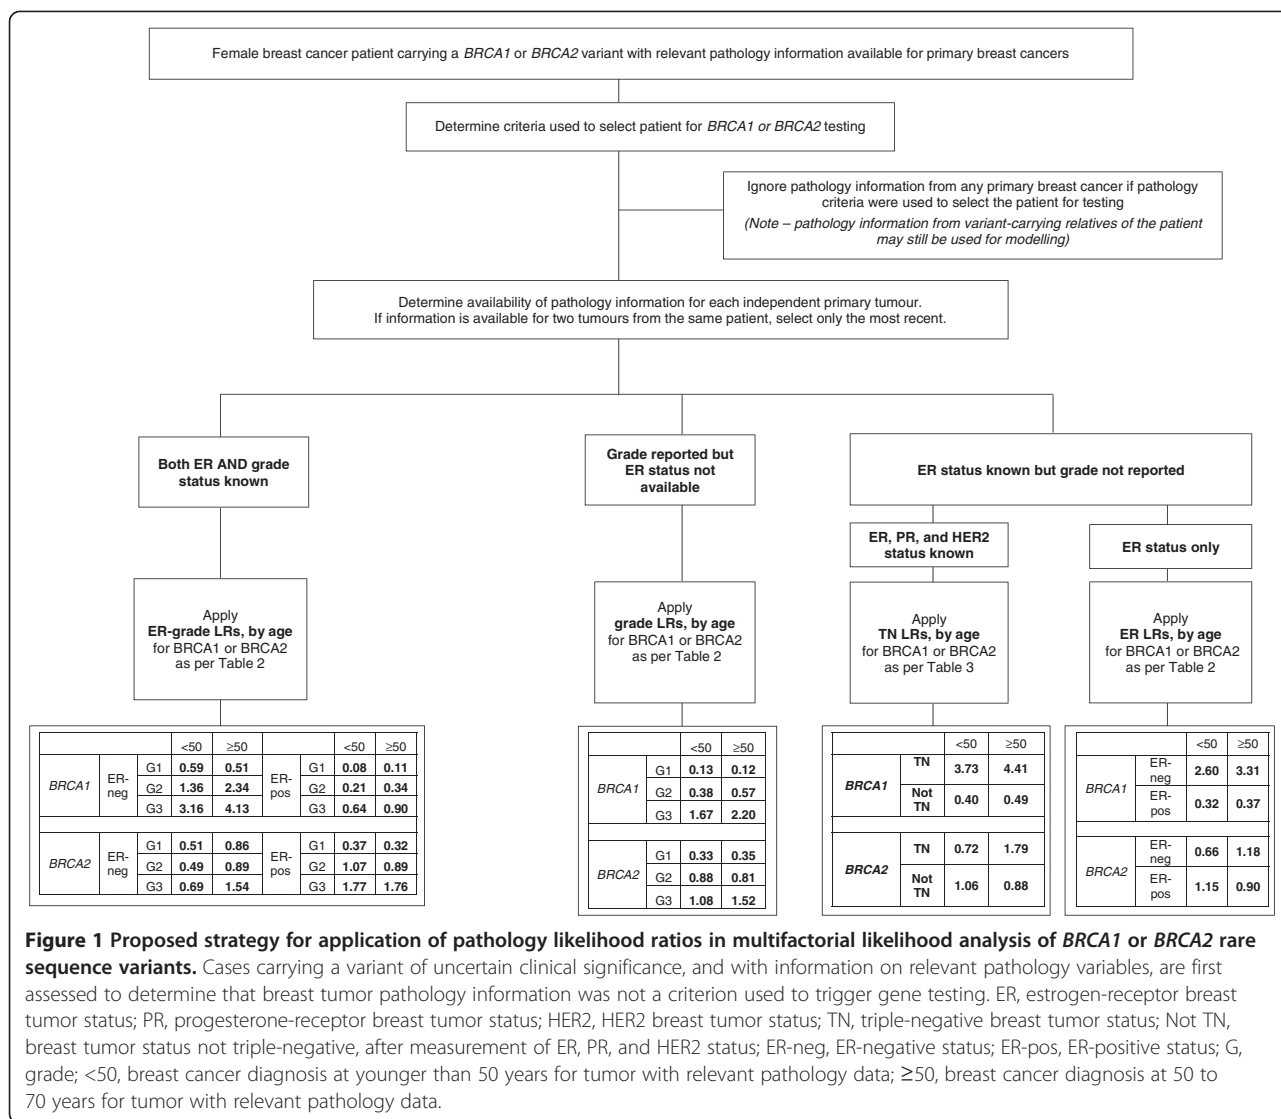 Female breast cancer patient carrying a BRCA1 or BRCA2 variant with relevant pathology information available for primary breast cancers
Determine criteria used to select patient for BRCA1 or BRCA2 testing
Ignore pathology information from any primary breast cancer if pathology
criteria were used to select the patient for testing
(Note – pathology information from variant-carrying relatives of the patient
may still be used for modelling)
Determine availability of pathology information for each independent primary tumour.
If information is available for two tumours from the same patient, select only the most recent.
Both ER AND grade
status known
Grade reported but
ER status not
available
ER status known but grade not reported
ER, PR, and HER2
status known
ER status only
Apply
ER-grade LRs, by age
for BRCA1 or BRCA2
as per Table 2
Apply
grade LRs, by age
for BRCA1 or BRCA2
as per Table 2
Apply
TN LRs, by age
for BRCA1 or BRCA2
as per Table 3
Apply
ER LRs, by age
for BRCA1 or BRCA2
as per Table 2
<50 ≥50 <50 ≥50
BRCA1 ER-neg G1 0.59 0.51 ER-pos G1 0.08 0.11
G2 1.36 2.34 G2 0.21 0.34
G3 3.16 4.13 G3 0.64 0.90
BRCA2 ER-neg G1 0.51 0.86 ER-pos G1 0.37 0.32
G2 0.49 0.89 G2 1.07 0.89
G3 0.69 1.54 G3 1.77 1.76
<50 ≥50
BRCA1 G1 0.13 0.12
G2 0.38 0.57
G3 1.67 2.20
BRCA2 G1 0.33 0.35
G2 0.88 0.81
G3 1.08 1.52
<50 ≥50
BRCA1 TN 3.73 4.41
Not TN 0.40 0.49
BRCA2 TN 0.72 1.79
Not TN 1.06 0.88
<50 ≥50
BRCA1 ER-neg 2.60 3.31
ER-pos 0.32 0.37
BRCA2 ER-neg 0.66 1.18
ER-pos 1.15 0.90
Figure 1 Proposed strategy for application of pathology likelihood ratios in multifactorial likelihood analysis of BRCA1 or BRCA2 rare
sequence variants. Cases carrying a variant of uncertain clinical significance, and with information on relevant pathology variables, are first
assessed to determine that breast tumor pathology information was not a criterion used to trigger gene testing. ER, estrogen-receptor breast
tumor status; PR, progesterone-receptor breast tumor status; HER2, HER2 breast tumor status; TN, triple-negative breast tumor status; Not TN,
breast tumor status not triple-negative, after measurement of ER, PR, and HER2 status; ER-neg, ER-negative status; ER-pos, ER-positive status; G,
grade; <50, breast cancer diagnosis at younger than 50 years for tumor with relevant pathology data; ≥50, breast cancer diagnosis at 50 to
70 years for tumor with relevant pathology data.